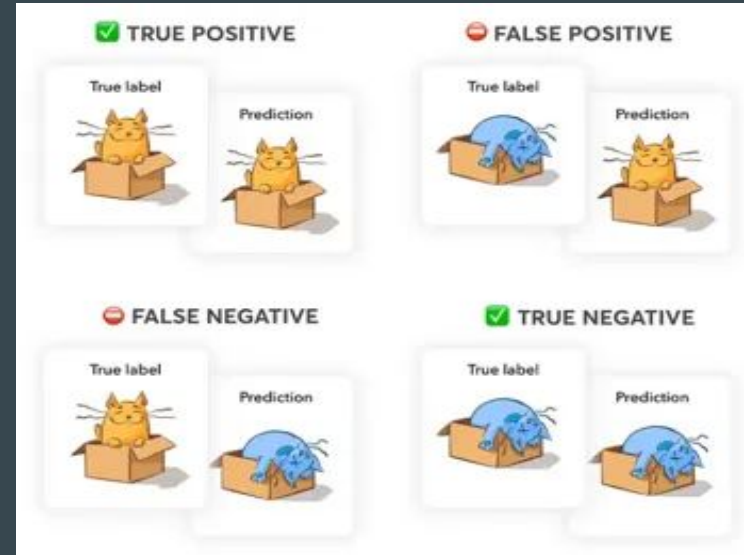 TRUE POSITIVE
True label
Prediction
FALSE POSITIVE
True label
Prediction
FALSE NEGATIVE
True label
Prediction
TRUE NEGATIVE
True label
Prediction